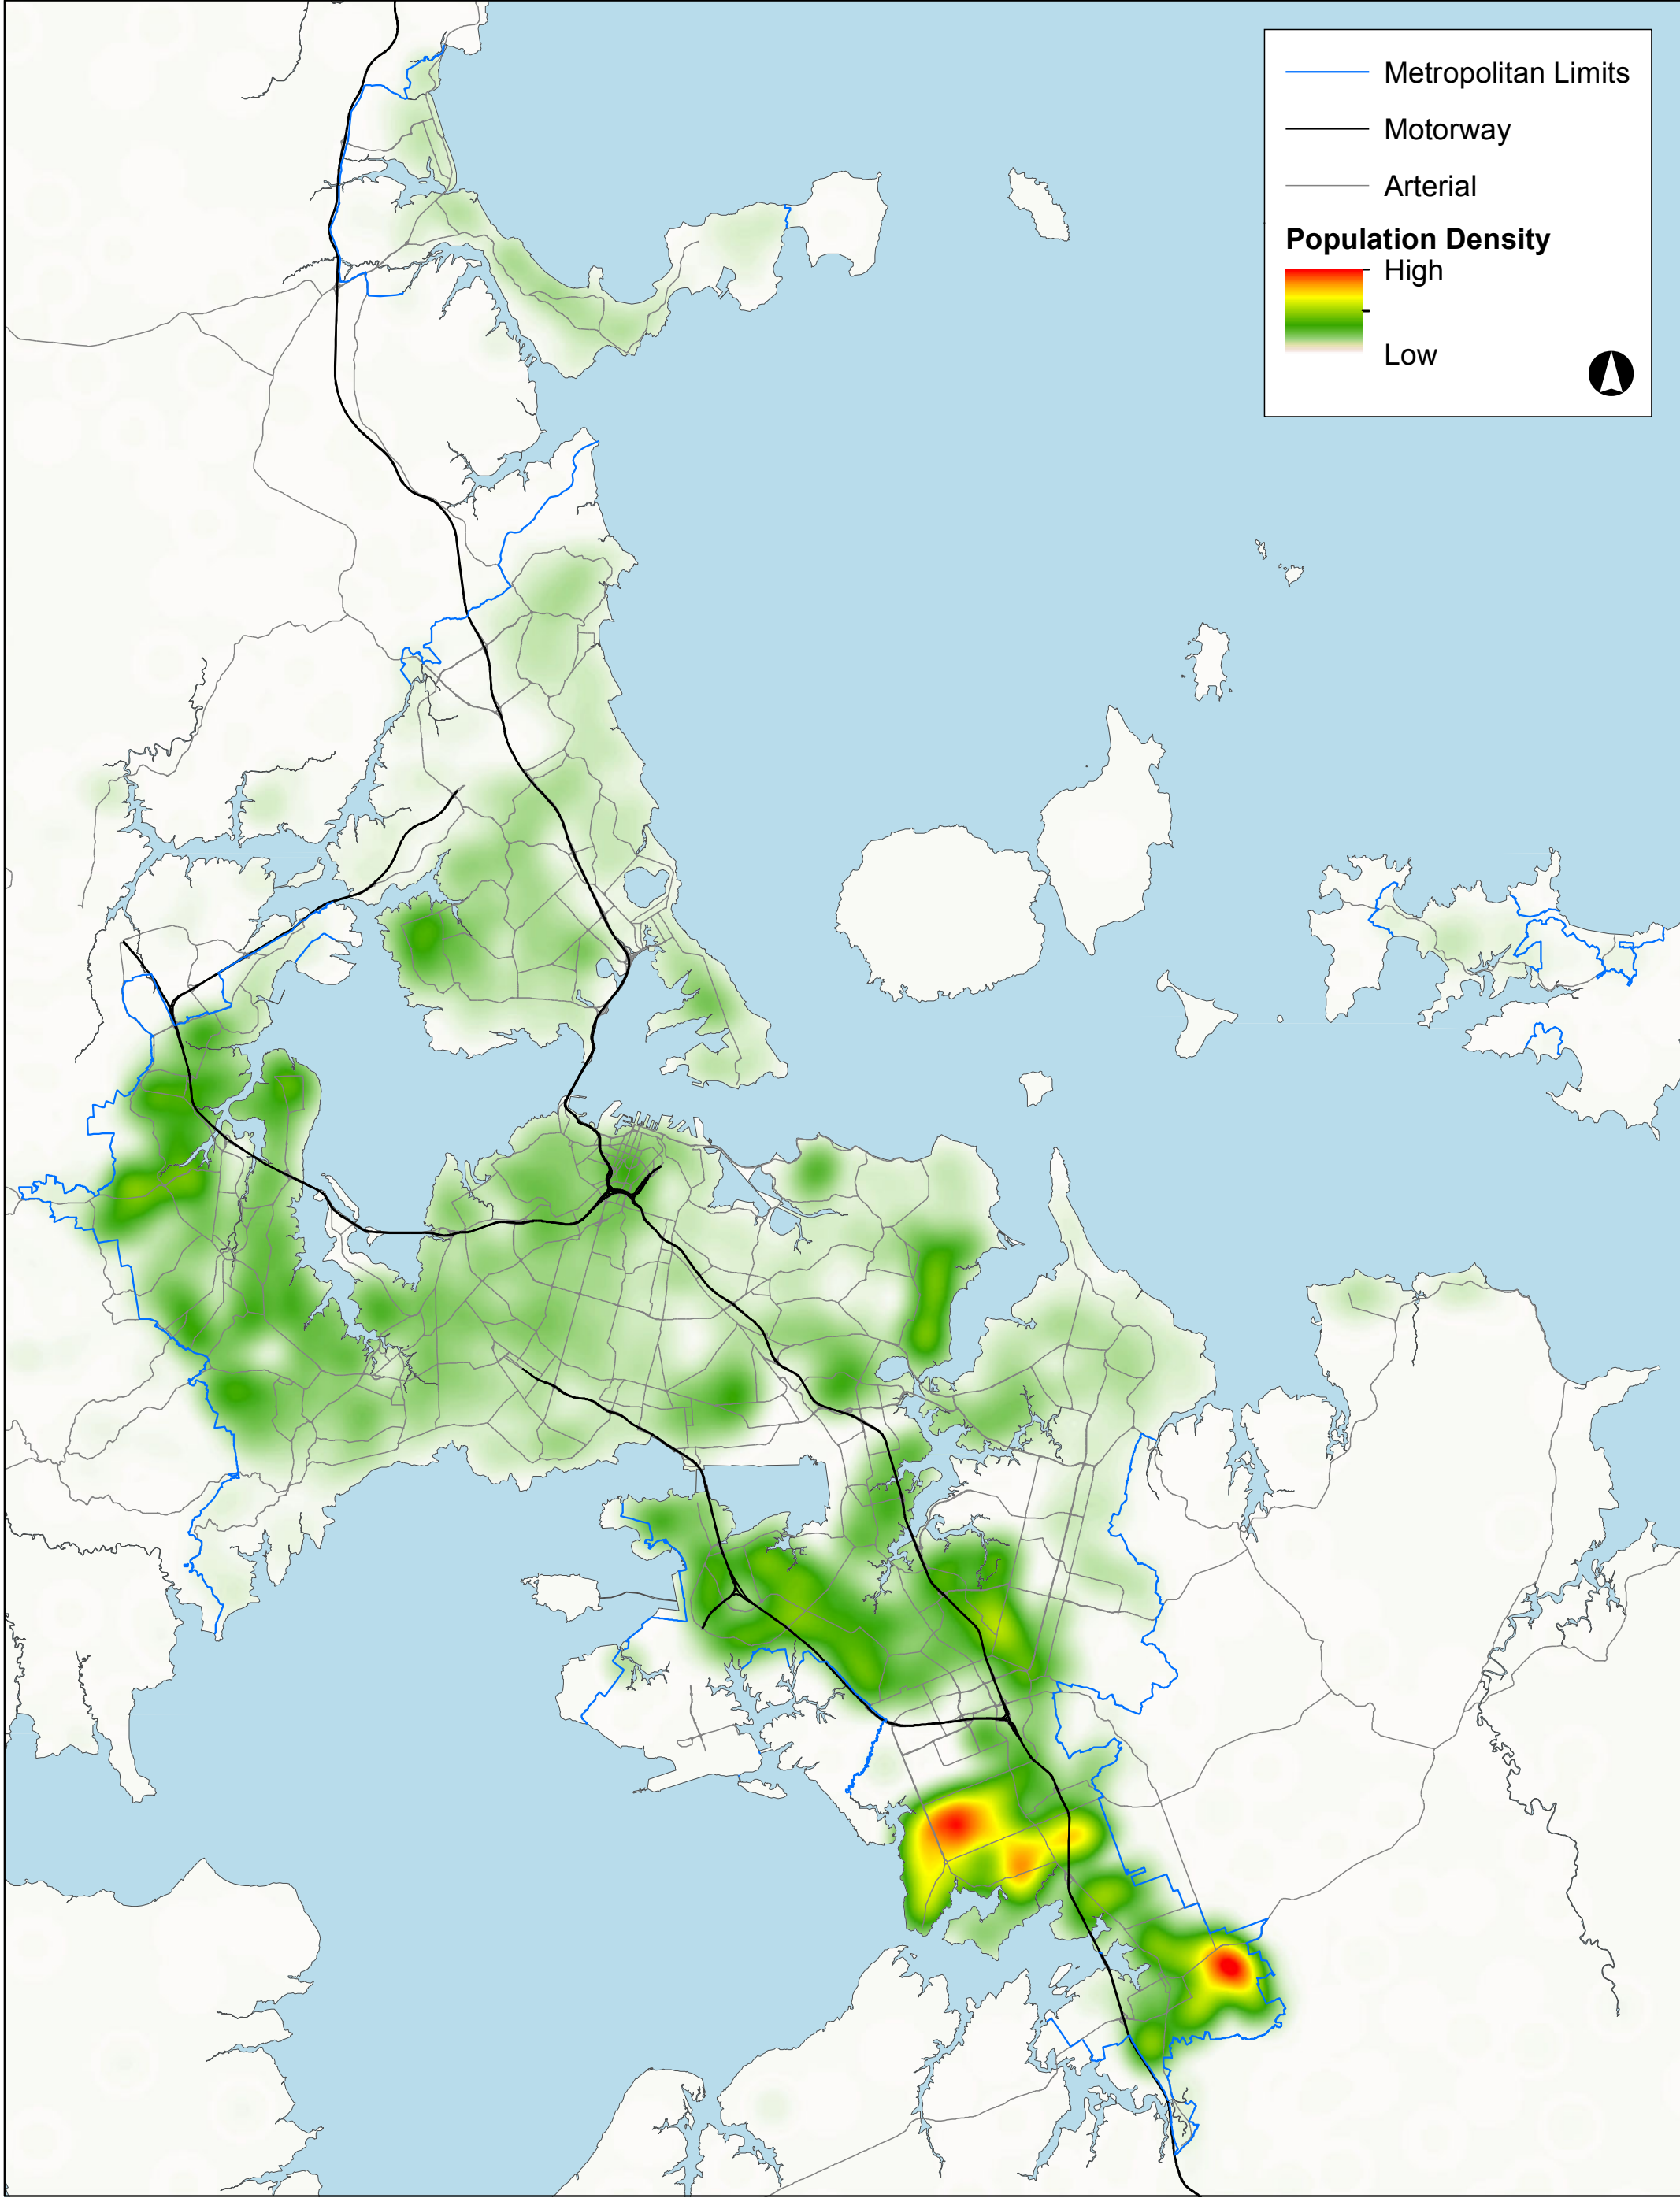 Metropolitan Limits
Motorway
Arterial
Population Density
High
Low